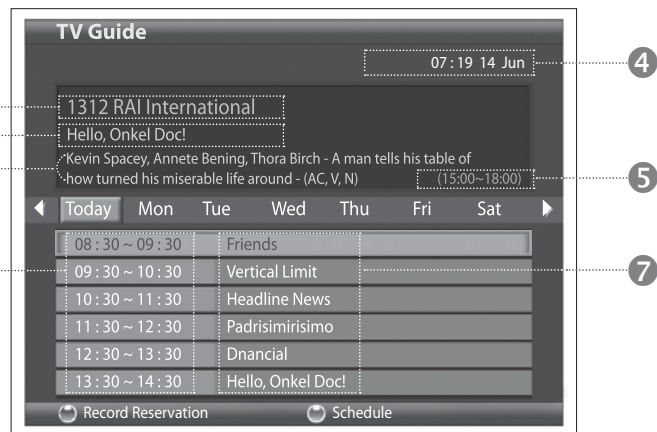 TV Guide
07 : 19 14 Jun
4
1312 RAI International
Hello, Onkel Doc!
Kevin Spacey, Annete Bening, Thora Birch - A man tells his table of
how turned his miserable life around - (AC, V, N)
(15:00~18:00)
5
Today Mon Tue Wed Thu Fri Sat
08 : 30 ~ 09 : 30 Friends
09 : 30 ~ 10 : 30 Vertical Limit
7
10 : 30 ~ 11 : 30 Headline News
11 : 30 ~ 12 : 30 Padrisimirisimo
12 : 30 ~ 13 : 30 Dnancial
13 : 30 ~ 14 : 30 Hello, Onkel Doc!
Record Reservation Schedule